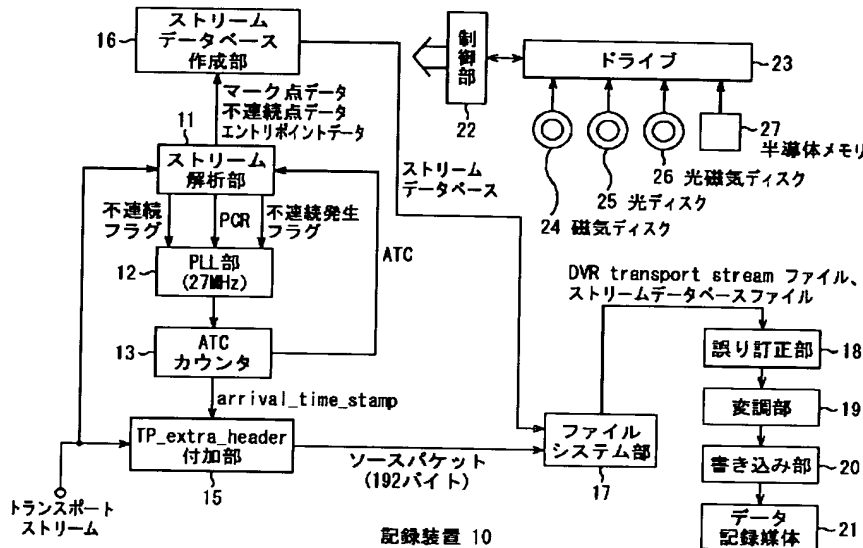 ストリーム
データベース
作成部
16
マーク点データ
不連続点データ
エントリポイントデータ
11
ストリーム
解析部
不連続
フラグ
PCR
不連続発生
フラグ
ATC
12
PLL部
(27MHz)
13
ATC
カウンタ
arrival_time_stamp
TP_extra_header
付加部
15
トランスポート
ストリーム
ソースパケット
(192バイト)
ストリーム
データベース
制御部
22
ドライブ
23
24 磁気ディスク
25 光ディスク
26 光磁気ディスク
27
半導体メモリ
DVR transport stream ファイル、
ストリームデータベースファイル
ファイル
システム部
17
誤り訂正部
18
変調部
19
書き込み部
20
データ
記録媒体
21
記録装置 10